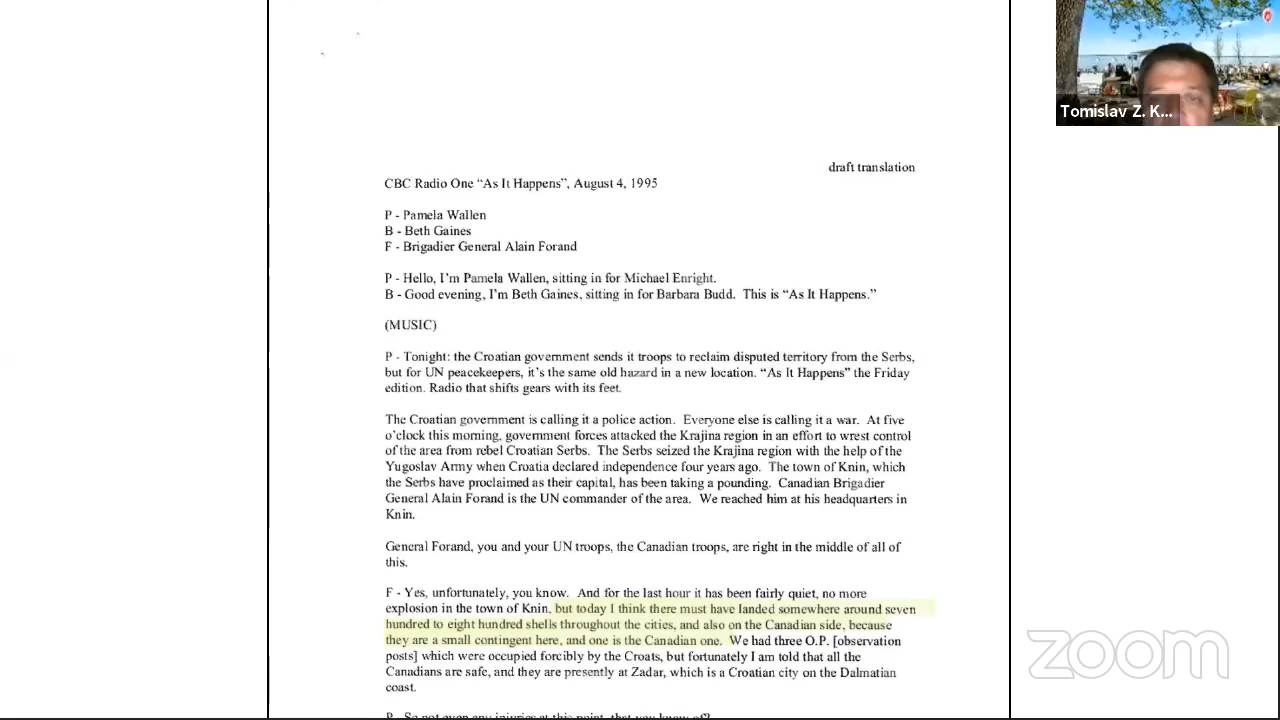 Tomislav Z. K...
draft translation
CBC Radio One “As It Happens”, August 4, 1995
P - Pamela Wallen
B - Beth Gaines
F - Brigadier General Alain Forand
P - Hello, I’m Pamela Wallen, sitting in for Michael Enright.
B - Good evening, I’m Beth Gaines, sitting in for Barbara Budd. This is “As It Happens.”
(MUSIC)
P - Tonight: the Croatian government sends it troops to reclaim disputed territory from the Serbs,
but for UN peacekeepers, it’s the same old hazard in a new location. “As It Happens” the Friday
edition. Radio that shifts gears with its feet.
The Croatian government is calling it a police action. Everyone else is calling it a war. At five
o’clock this morning, government forces attacked the Krajina region in an effort to wrest control
of the area from rebel Croatian Serbs. The Serbs seized the Krajina region with the help of the
Yugoslav Army when Croatia declared independence four years ago. The town of Knin, which
the Serbs have proclaimed as their capital, has been taking a pounding. Canadian Brigadier
General Alain Forand is the UN commander of the area. We reached him at his headquarters in
Knin.
General Forand, you and your UN troops, the Canadian troops, are right in the middle of all of
this.
F - Yes, unfortunately, you know. And for the last hour it has been fairly quiet, no more
explosion in the town of Knin, but today I think there must have landed somewhere around seven
hundred to eight hundred shells throughout the cities, and also on the Canadian side, because
they are a small contingent here, and one is the Canadian one. We had three O.P. [observation
posts] which were occupied forcibly by the Croats, but fortunately I am told that all the
Canadians are safe, and they are presently at Zadar, which is a Croatian city on the Dalmatian
coast.
P - So not even any injuries at this point, that you know of?
zoom